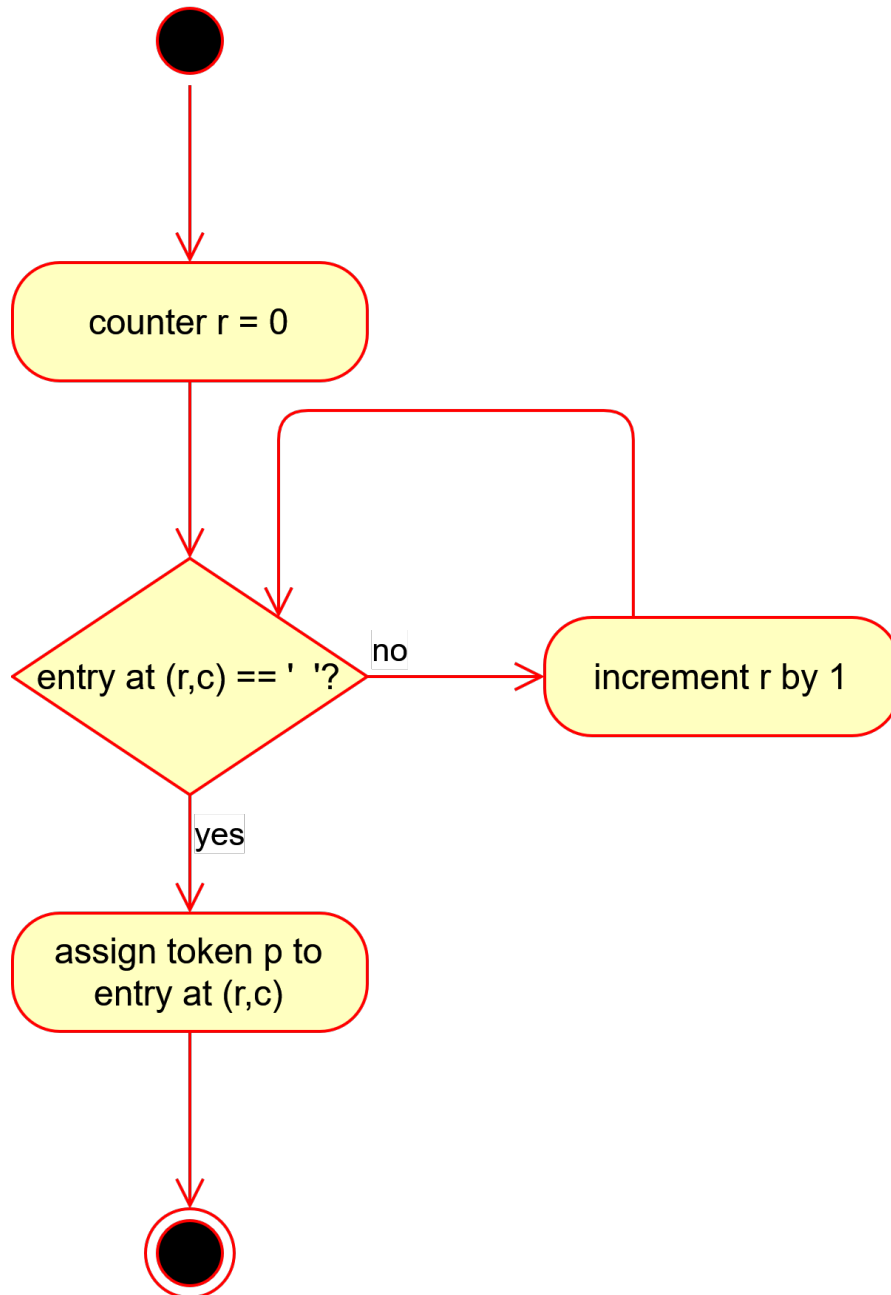 counter r = 0
entry at (r,c) == '  '?
no
increment r by 1
yes
assign token p to
entry at (r,c)